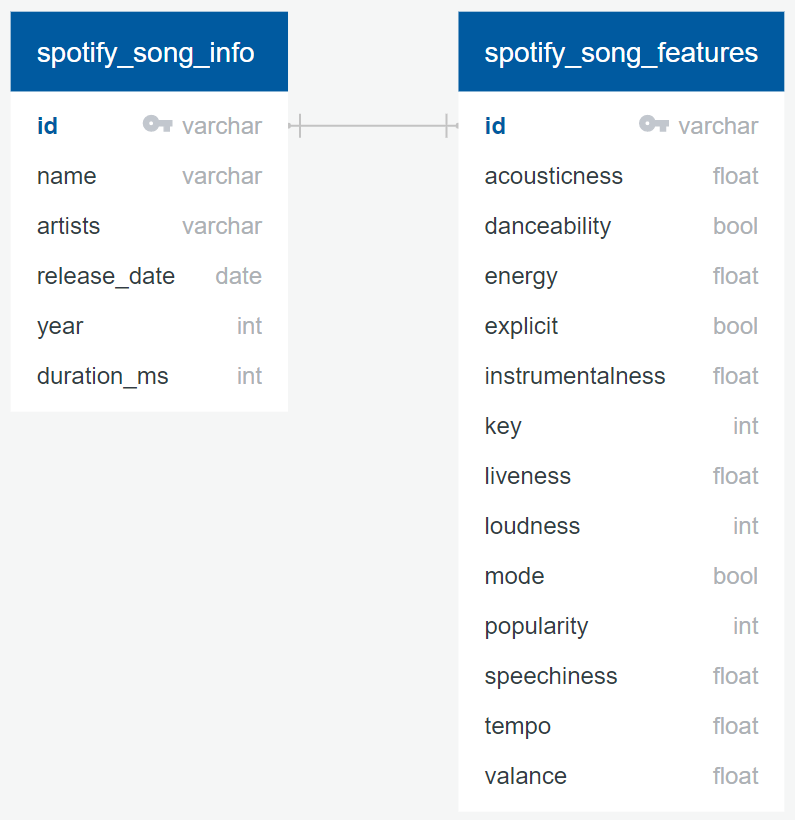 spotify_song_info
id varchar
name varchar
artists varchar
release_date date
year int
duration_ms int
spotify_song_features
id varchar
acousticness float
danceability bool
energy float
explicit bool
instrumentalness float
key int
liveness float
loudness int
mode bool
popularity int
speechiness float
tempo float
valance float